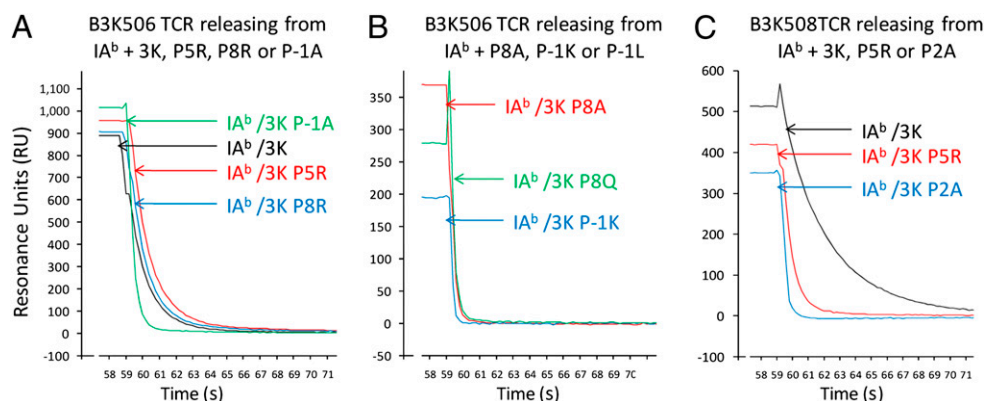 A
B3K506 TCR releasing from
IAᵇ + 3K, P5R, P8R or P-1A
Resonance Units (RU)
1,100
1,000
900
800
700
600
500
400
300
200
100
0
-100
IAᵇ /3K P-1A
IAᵇ /3K
IAᵇ /3K P5R
IAᵇ /3K P8R
58 59 60 61 62 63 64 65 66 67 68 69 70 71
Time (s)
B
B3K506 TCR releasing from
IAᵇ + P8A, P-1K or P-1L
350
300
250
200
150
100
50
0
-50
IAᵇ /3K P8A
IAᵇ /3K P8Q
IAᵇ /3K P-1K
58 59 60 61 62 63 64 65 66 67 68 69 70
Time (s)
C
B3K508TCR releasing from
IAᵇ + 3K, P5R or P2A
600
500
400
300
200
100
0
-100
IAᵇ /3K
IAᵇ /3K P5R
IAᵇ /3K P2A
58 59 60 61 62 63 64 65 66 67 68 69 70 71
Time (s)